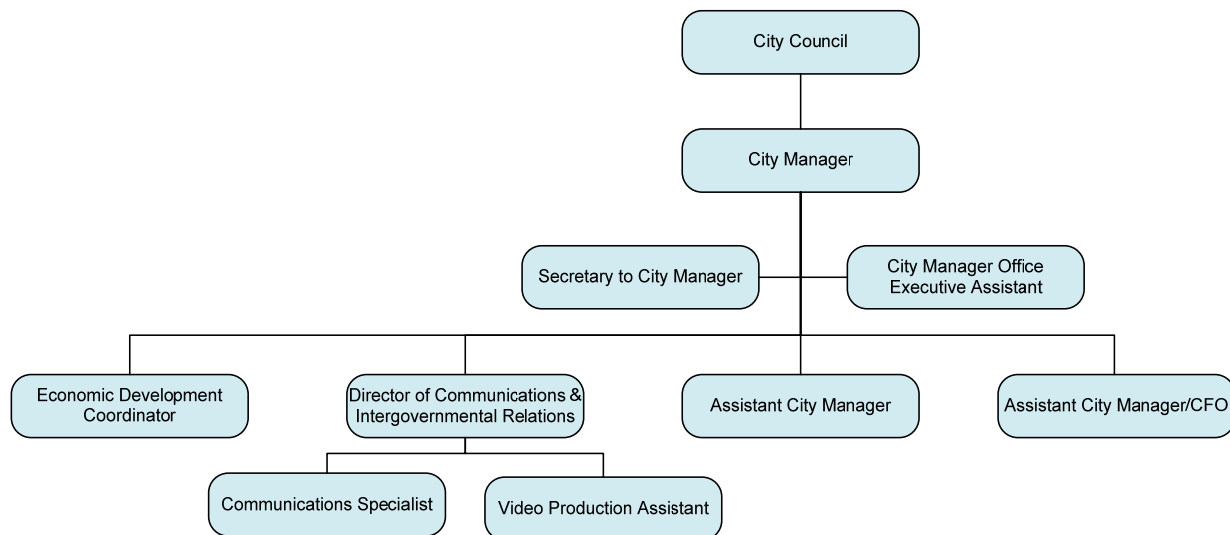 City Council
City Manager
Secretary to City Manager
City Manager Office
Executive Assistant
Economic Development
Coordinator
Director of Communications &
Intergovernmental Relations
Assistant City Manager
Assistant City Manager/CFO
Communications Specialist
Video Production Assistant